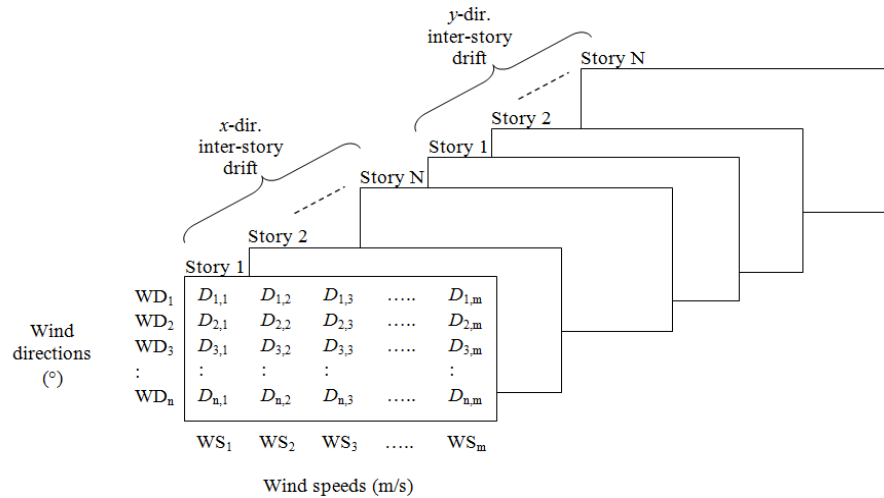 y-dir.
inter-story
drift
Story N
Story 2
x-dir.
inter-story
drift
Story 1
Story N
Story 2
Story 1
WD₁ D₁,₁ D₁,₂ D₁,₃ ..... D₁,ₘ
WD₂ D₂,₁ D₂,₂ D₂,₃ ..... D₂,ₘ
Wind
directions
(°)
WD₃ D₃,₁ D₃,₂ D₃,₃ ..... D₃,ₘ
: : : : :
WDₙ Dₙ,₁ Dₙ,₂ Dₙ,₃ ..... Dₙ,ₘ
WS₁ WS₂ WS₃ ..... WSₘ
Wind speeds (m/s)